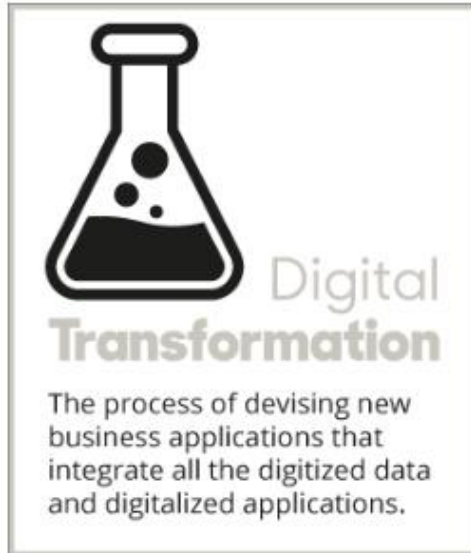 Digital
Transformation
The process of devising new
business applications that
integrate all the digitized data
and digitalized applications.